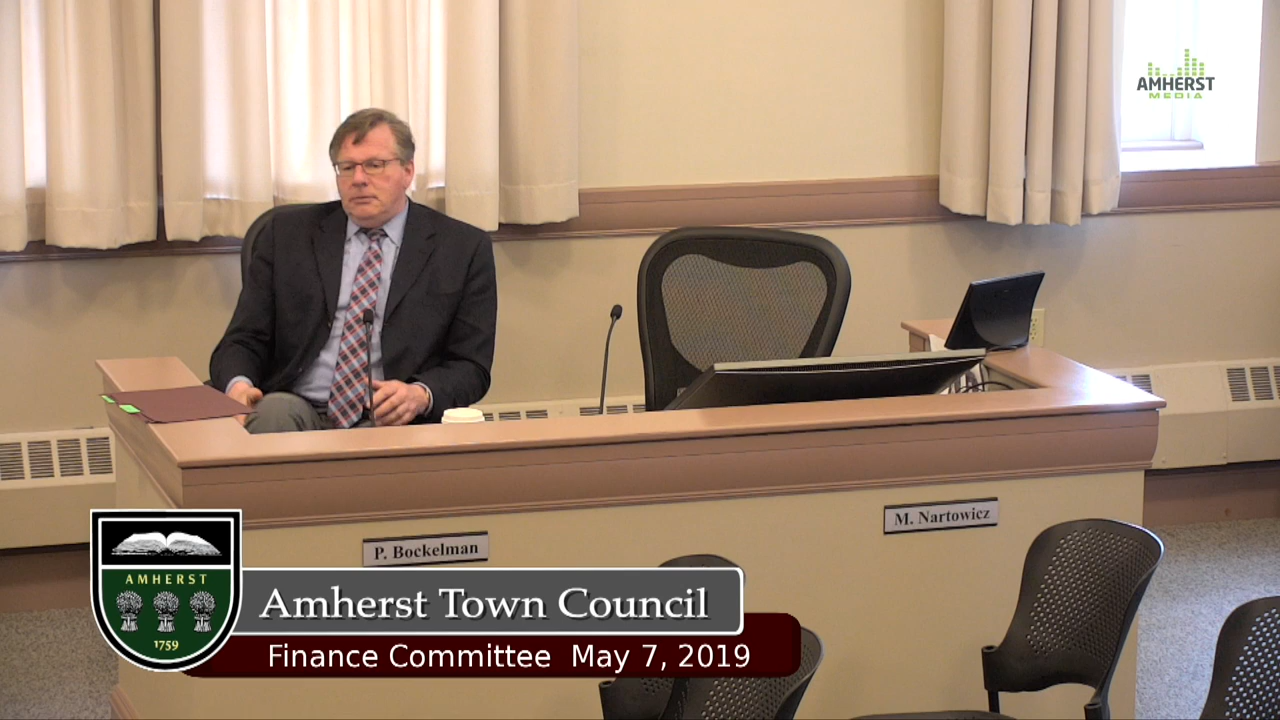 AMHERST
MEDIA
M. Nartowicz
P. Bockelman
AMHERST
1759
Amherst Town Council
Finance Committee May 7, 2019